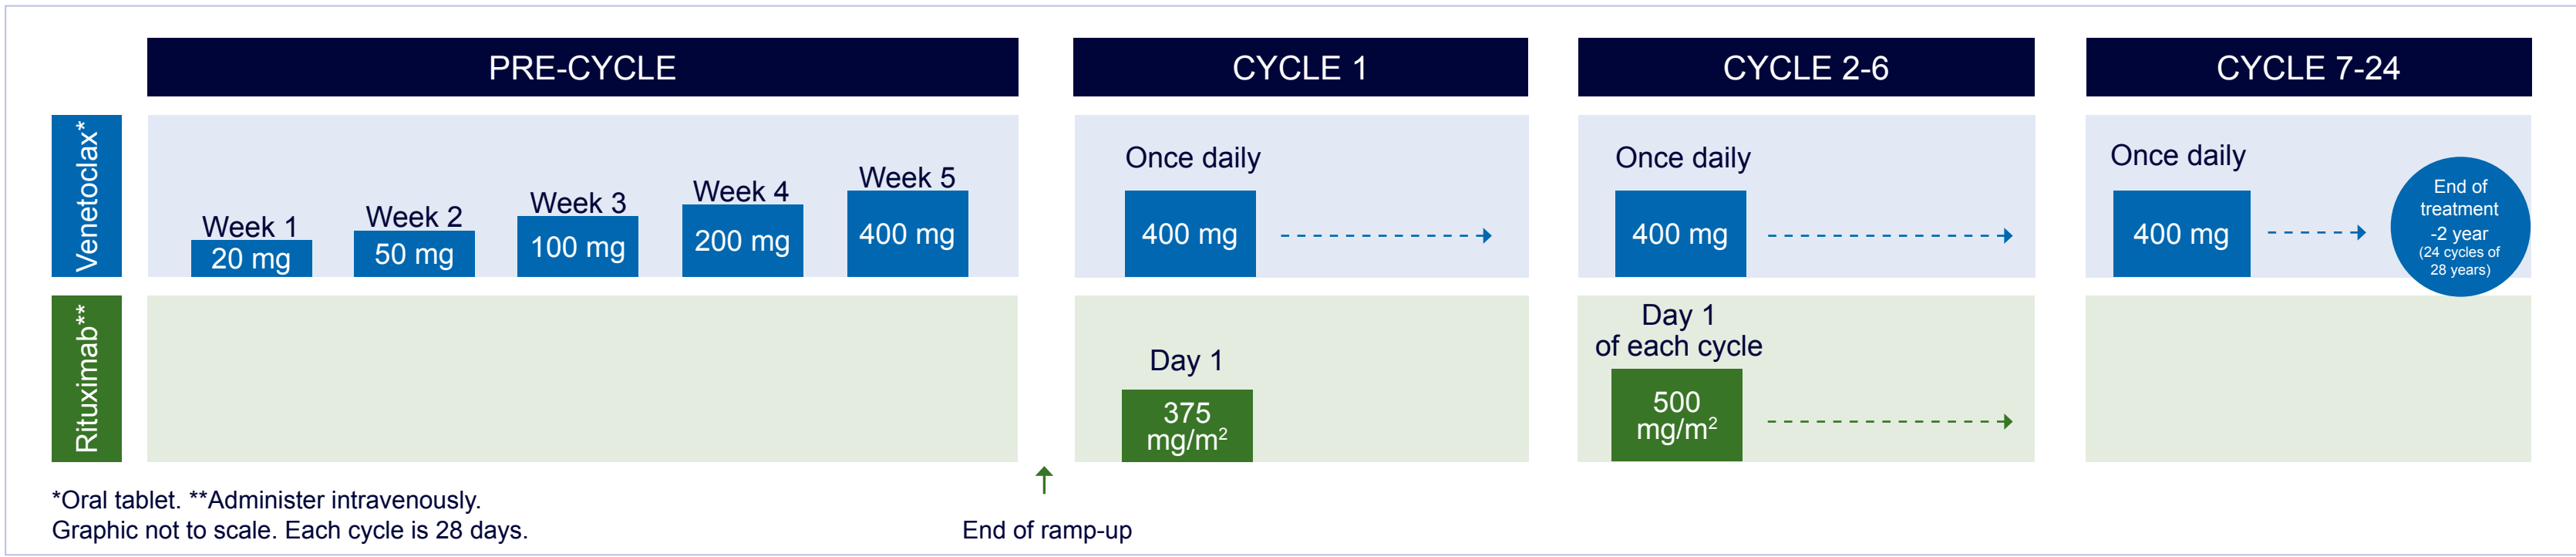 PRE-CYCLE
CYCLE 1
CYCLE 2-6
CYCLE 7-24
Venetoclax*
Week 1
20 mg
Week 2
50 mg
Week 3
100 mg
Week 4
200 mg
Week 5
400 mg
Once daily
400 mg
Once daily
400 mg
Once daily
400 mg
End of
treatment
-2 year
(24 cycles of
28 years)
Rituximab**
Day 1
375
mg/m²
Day 1
of each cycle
500
mg/m²
*Oral tablet. **Administer intravenously.
Graphic not to scale. Each cycle is 28 days.
End of ramp-up